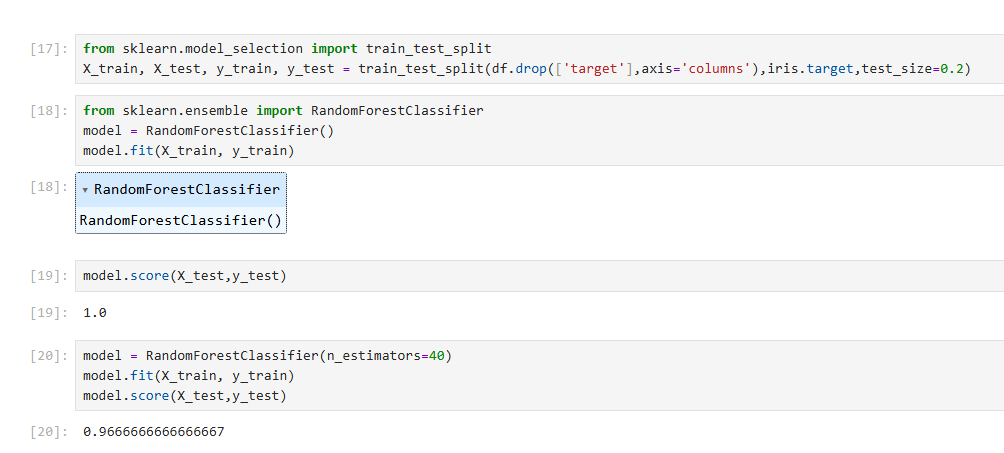 [17]: from sklearn.model_selection import train_test_split
X_train, X_test, y_train, y_test = train_test_split(df.drop(['target'],axis='columns'),iris.target,test_size=0.2)
[18]: from sklearn.ensemble import RandomForestClassifier
model = RandomForestClassifier()
model.fit(X_train, y_train)
[18]: ▾ RandomForestClassifier
RandomForestClassifier()
[19]: model.score(X_test,y_test)
[19]: 1.0
[20]: model = RandomForestClassifier(n_estimators=40)
model.fit(X_train, y_train)
model.score(X_test,y_test)
[20]: 0.9666666666666667